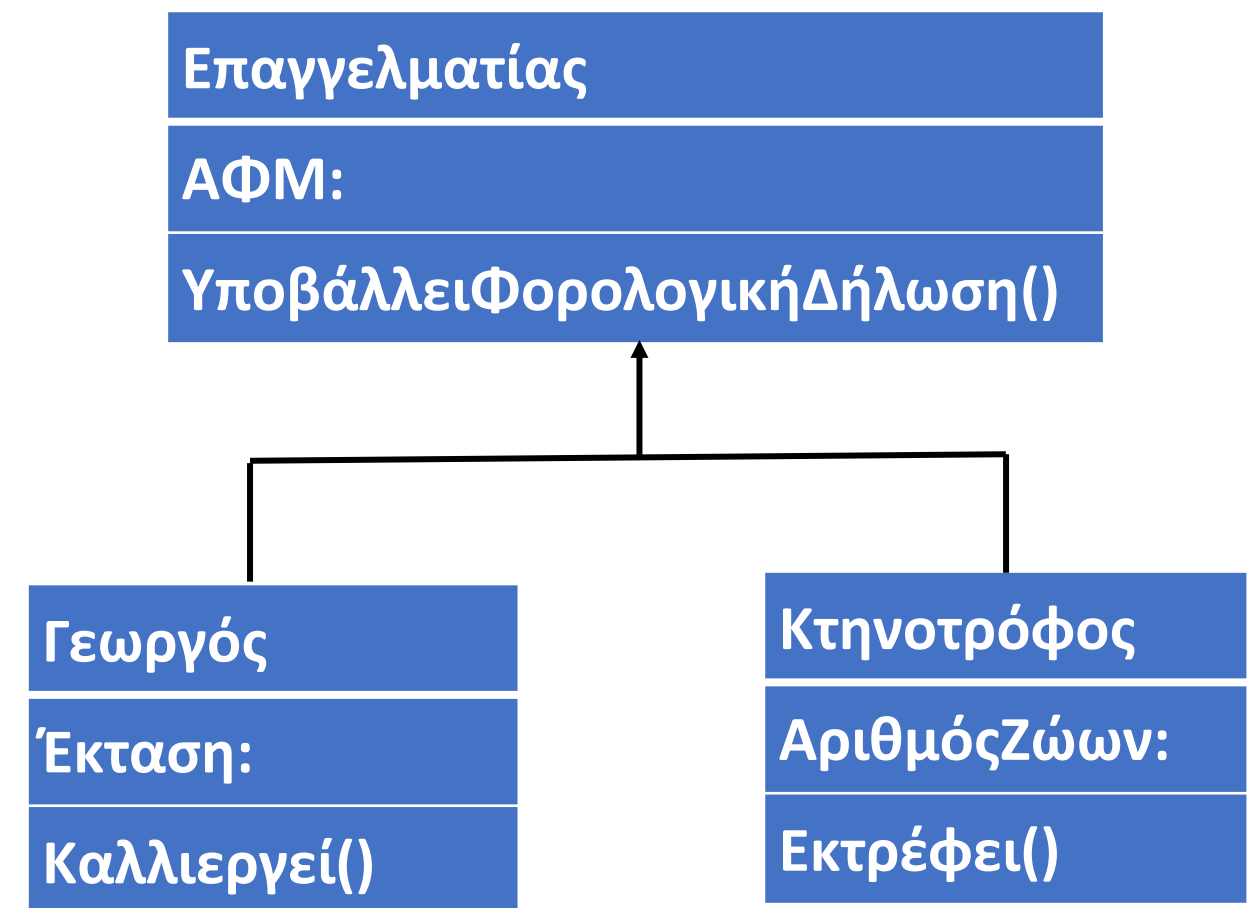 Επαγγελματίας
ΑΦΜ:
ΥποβάλλειΦορολογικήΔήλωση()
Γεωργός
Έκταση:
Καλλιεργεί()
Κτηνοτρόφος
ΑριθμόςΖώων:
Εκτρέφει()